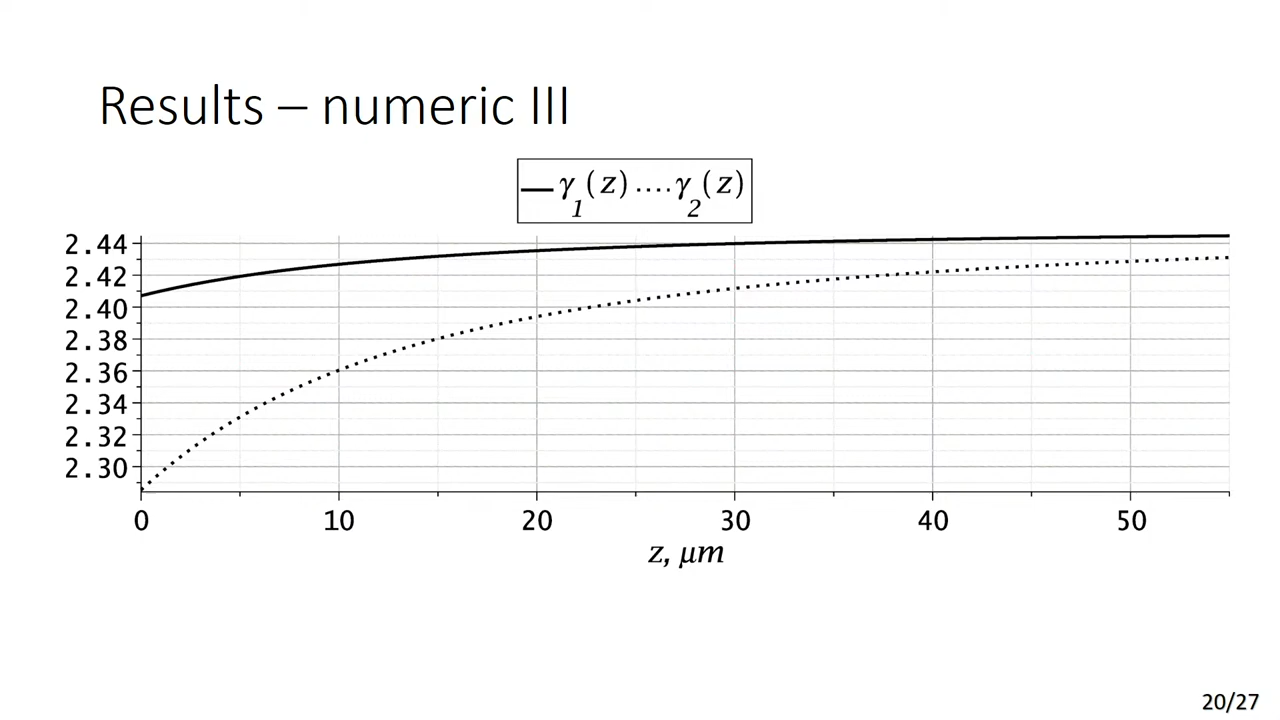 Results – numeric III
γ₁(z) γ₂(z)
2.44
2.42
2.40
2.38
2.36
2.34
2.32
2.30
0 10 20 30 40 50
z, μm
20/27